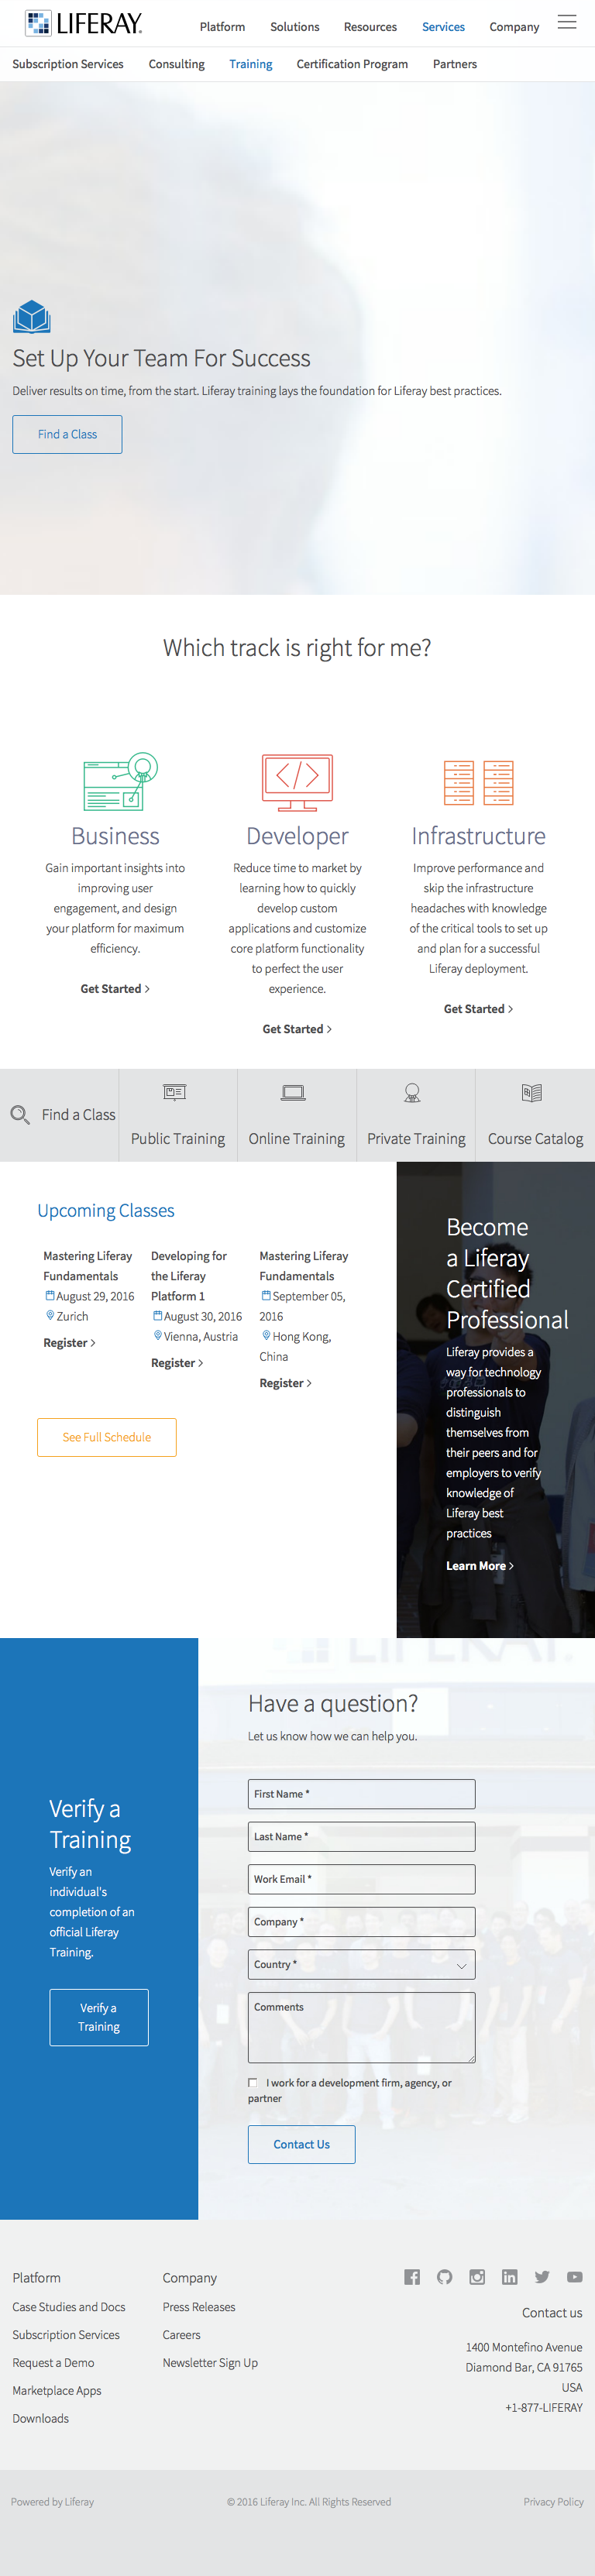 LIFERAY.
Platform
Solutions
Resources
Services
Company
Subscription Services
Consulting
Training
Certification Program
Partners
Set Up Your Team For Success
Deliver results on time, from the start. Liferay training lays the foundation for Liferay best practices.
Find a Class
Which track is right for me?
Business
Gain important insights into
improving user
engagement, and design
your platform for maximum
efficiency.
Get Started
Developer
Reduce time to market by
learning how to quickly
develop custom
applications and customize
core platform functionality
to perfect the user
experience.
Get Started
Infrastructure
Improve performance and
skip the infrastructure
headaches with knowledge
of the critical tools to set up
and plan for a successful
Liferay deployment.
Get Started
Find a Class
Public Training
Online Training
Private Training
Course Catalog
Upcoming Classes
Mastering Liferay
Fundamentals
August 29, 2016
Zurich
Register
Developing for
the Liferay
Platform 1
August 30, 2016
Vienna, Austria
Register
Mastering Liferay
Fundamentals
September 05,
2016
Hong Kong,
China
Register
See Full Schedule
Become
a Liferay
Certified
Professional
Liferay provides a
way for technology
professionals to
distinguish
themselves from
their peers and for
employers to verify
knowledge of
Liferay best
practices
Learn More
Verify a
Training
Verify an
individual's
completion of an
official Liferay
Training.
Verify a
Training
LIFERAY.
Have a question?
Let us know how we can help you.
First Name *
Last Name *
Work Email *
Company *
Country *
Comments
I work for a development firm, agency, or
partner
Contact Us
Platform
Case Studies and Docs
Subscription Services
Request a Demo
Marketplace Apps
Downloads
Company
Press Releases
Careers
Newsletter Sign Up
Contact us
1400 Montefino Avenue
Diamond Bar, CA 91765
USA
+1-877-LIFERAY
Powered by Liferay
© 2016 Liferay Inc. All Rights Reserved
Privacy Policy